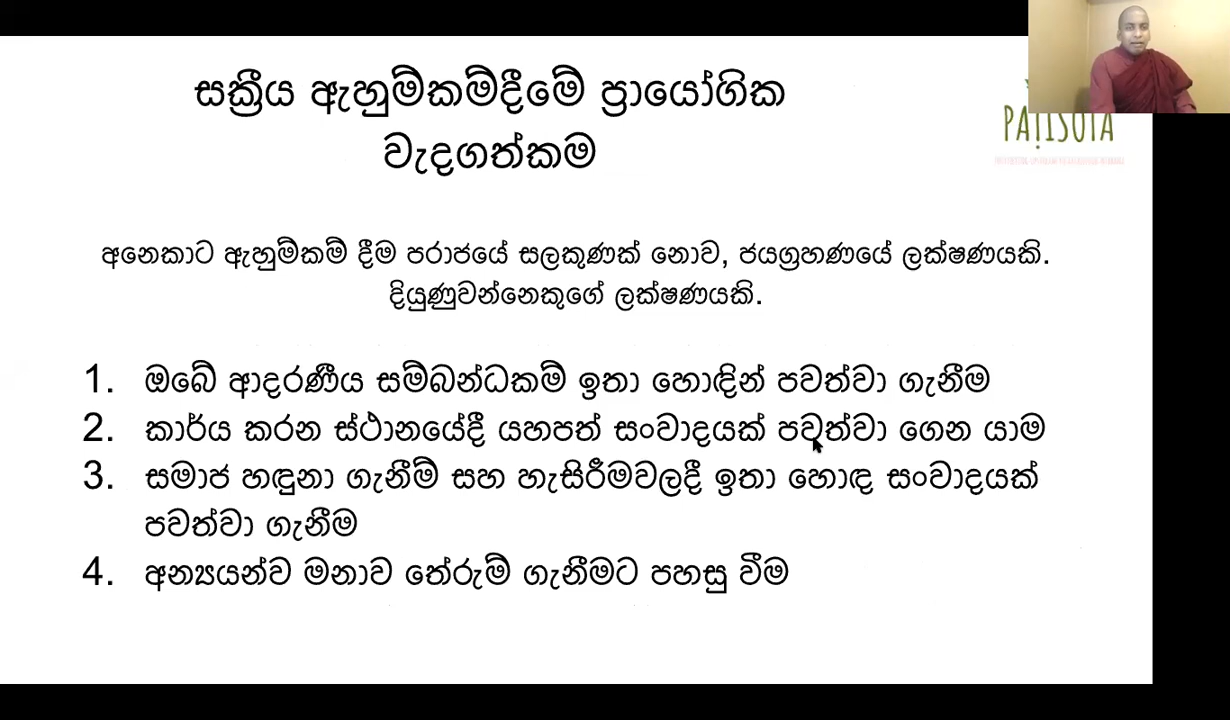 සක්‍රීය ඇහුම්කම්දීමේ ප්‍රායෝගික
වැදගත්කම
PAṬISOTA
අනෙකාට ඇහුම්කම් දීම පරාජයේ සලකුණක් නොව, ජයග්‍රහණයේ ලක්ෂණයකි.
දියුණුවන්නෙකුගේ ලක්ෂණයකි.
1. ඔබේ ආදරණීය සම්බන්ධකම් ඉතා හොඳින් පවත්වා ගැනීම
2. කාර්ය කරන ස්ථානයේදී යහපත් සංවාදයක් පවත්වා ගෙන යාම
3. සමාජ හඳුනා ගැනීම් සහ හැසිරීමවලදී ඉතා හොඳ සංවාදයක්
පවත්වා ගැනීම
4. අන්‍යයන්ව මනාව තේරුම් ගැනීමට පහසු වීම